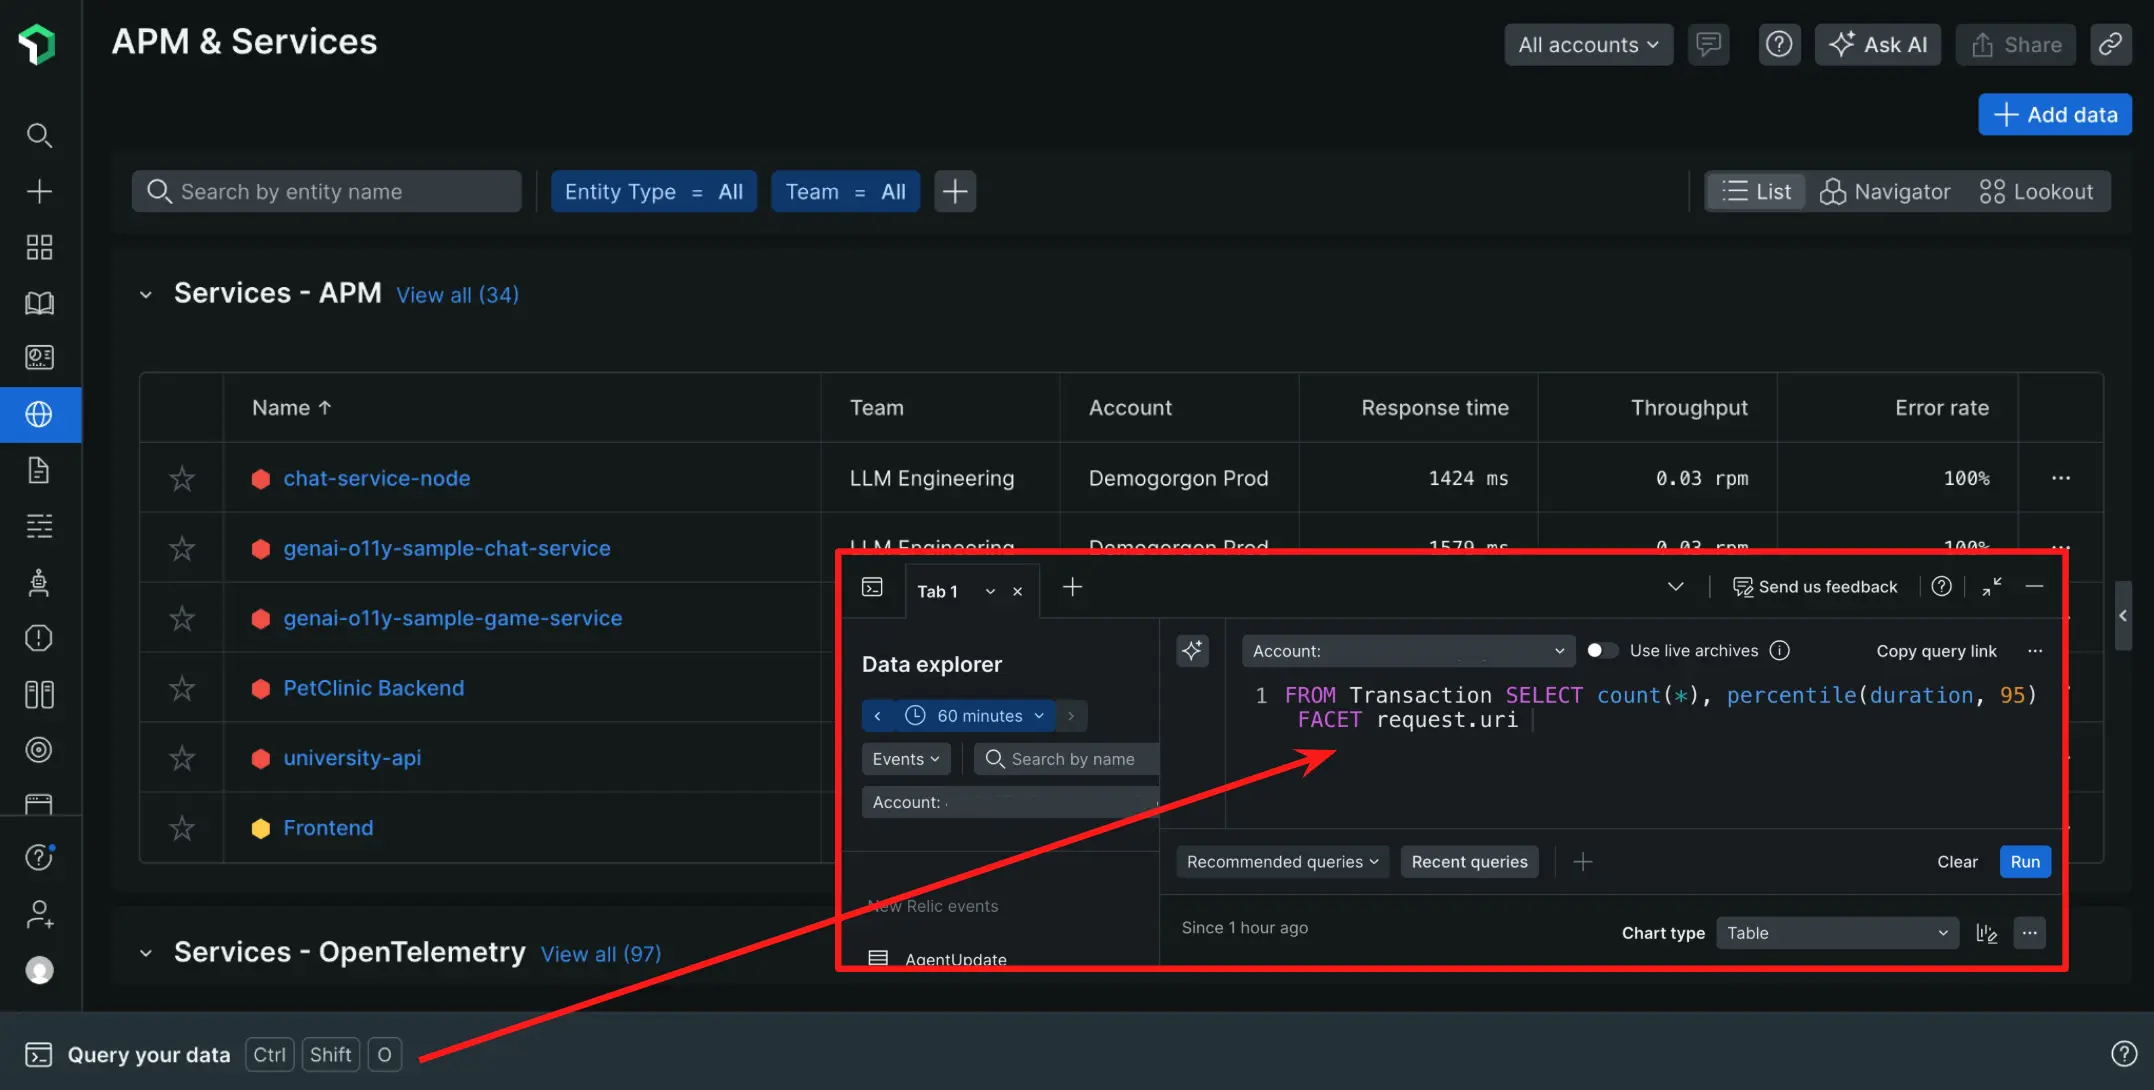 APM & Services
All accounts
Ask AI
Share
Add data
Search by entity name
Entity Type = All
Team = All
List
Navigator
Lookout
Services - APM View all (34)
Name ↑ Team Account Response time Throughput Error rate
chat-service-node LLM Engineering Demogorgon Prod 1424 ms 0.03 rpm 100%
genai-o11y-sample-chat-service LLM Engineering Demogorgon Prod 1579 ms 0.03 rpm 100%
genai-o11y-sample-game-service
PetClinic Backend
university-api
Frontend
Services - OpenTelemetry View all (97)
Tab 1
Send us feedback
Data explorer
60 minutes
Events
Search by name
Account:
Account:
Use live archives
Copy query link
1 FROM Transaction SELECT count(*), percentile(duration, 95)
FACET request.uri
Recommended queries
Recent queries
Clear
Run
New Relic events
AgentUpdate
Since 1 hour ago
Chart type Table
Query your data Ctrl Shift O